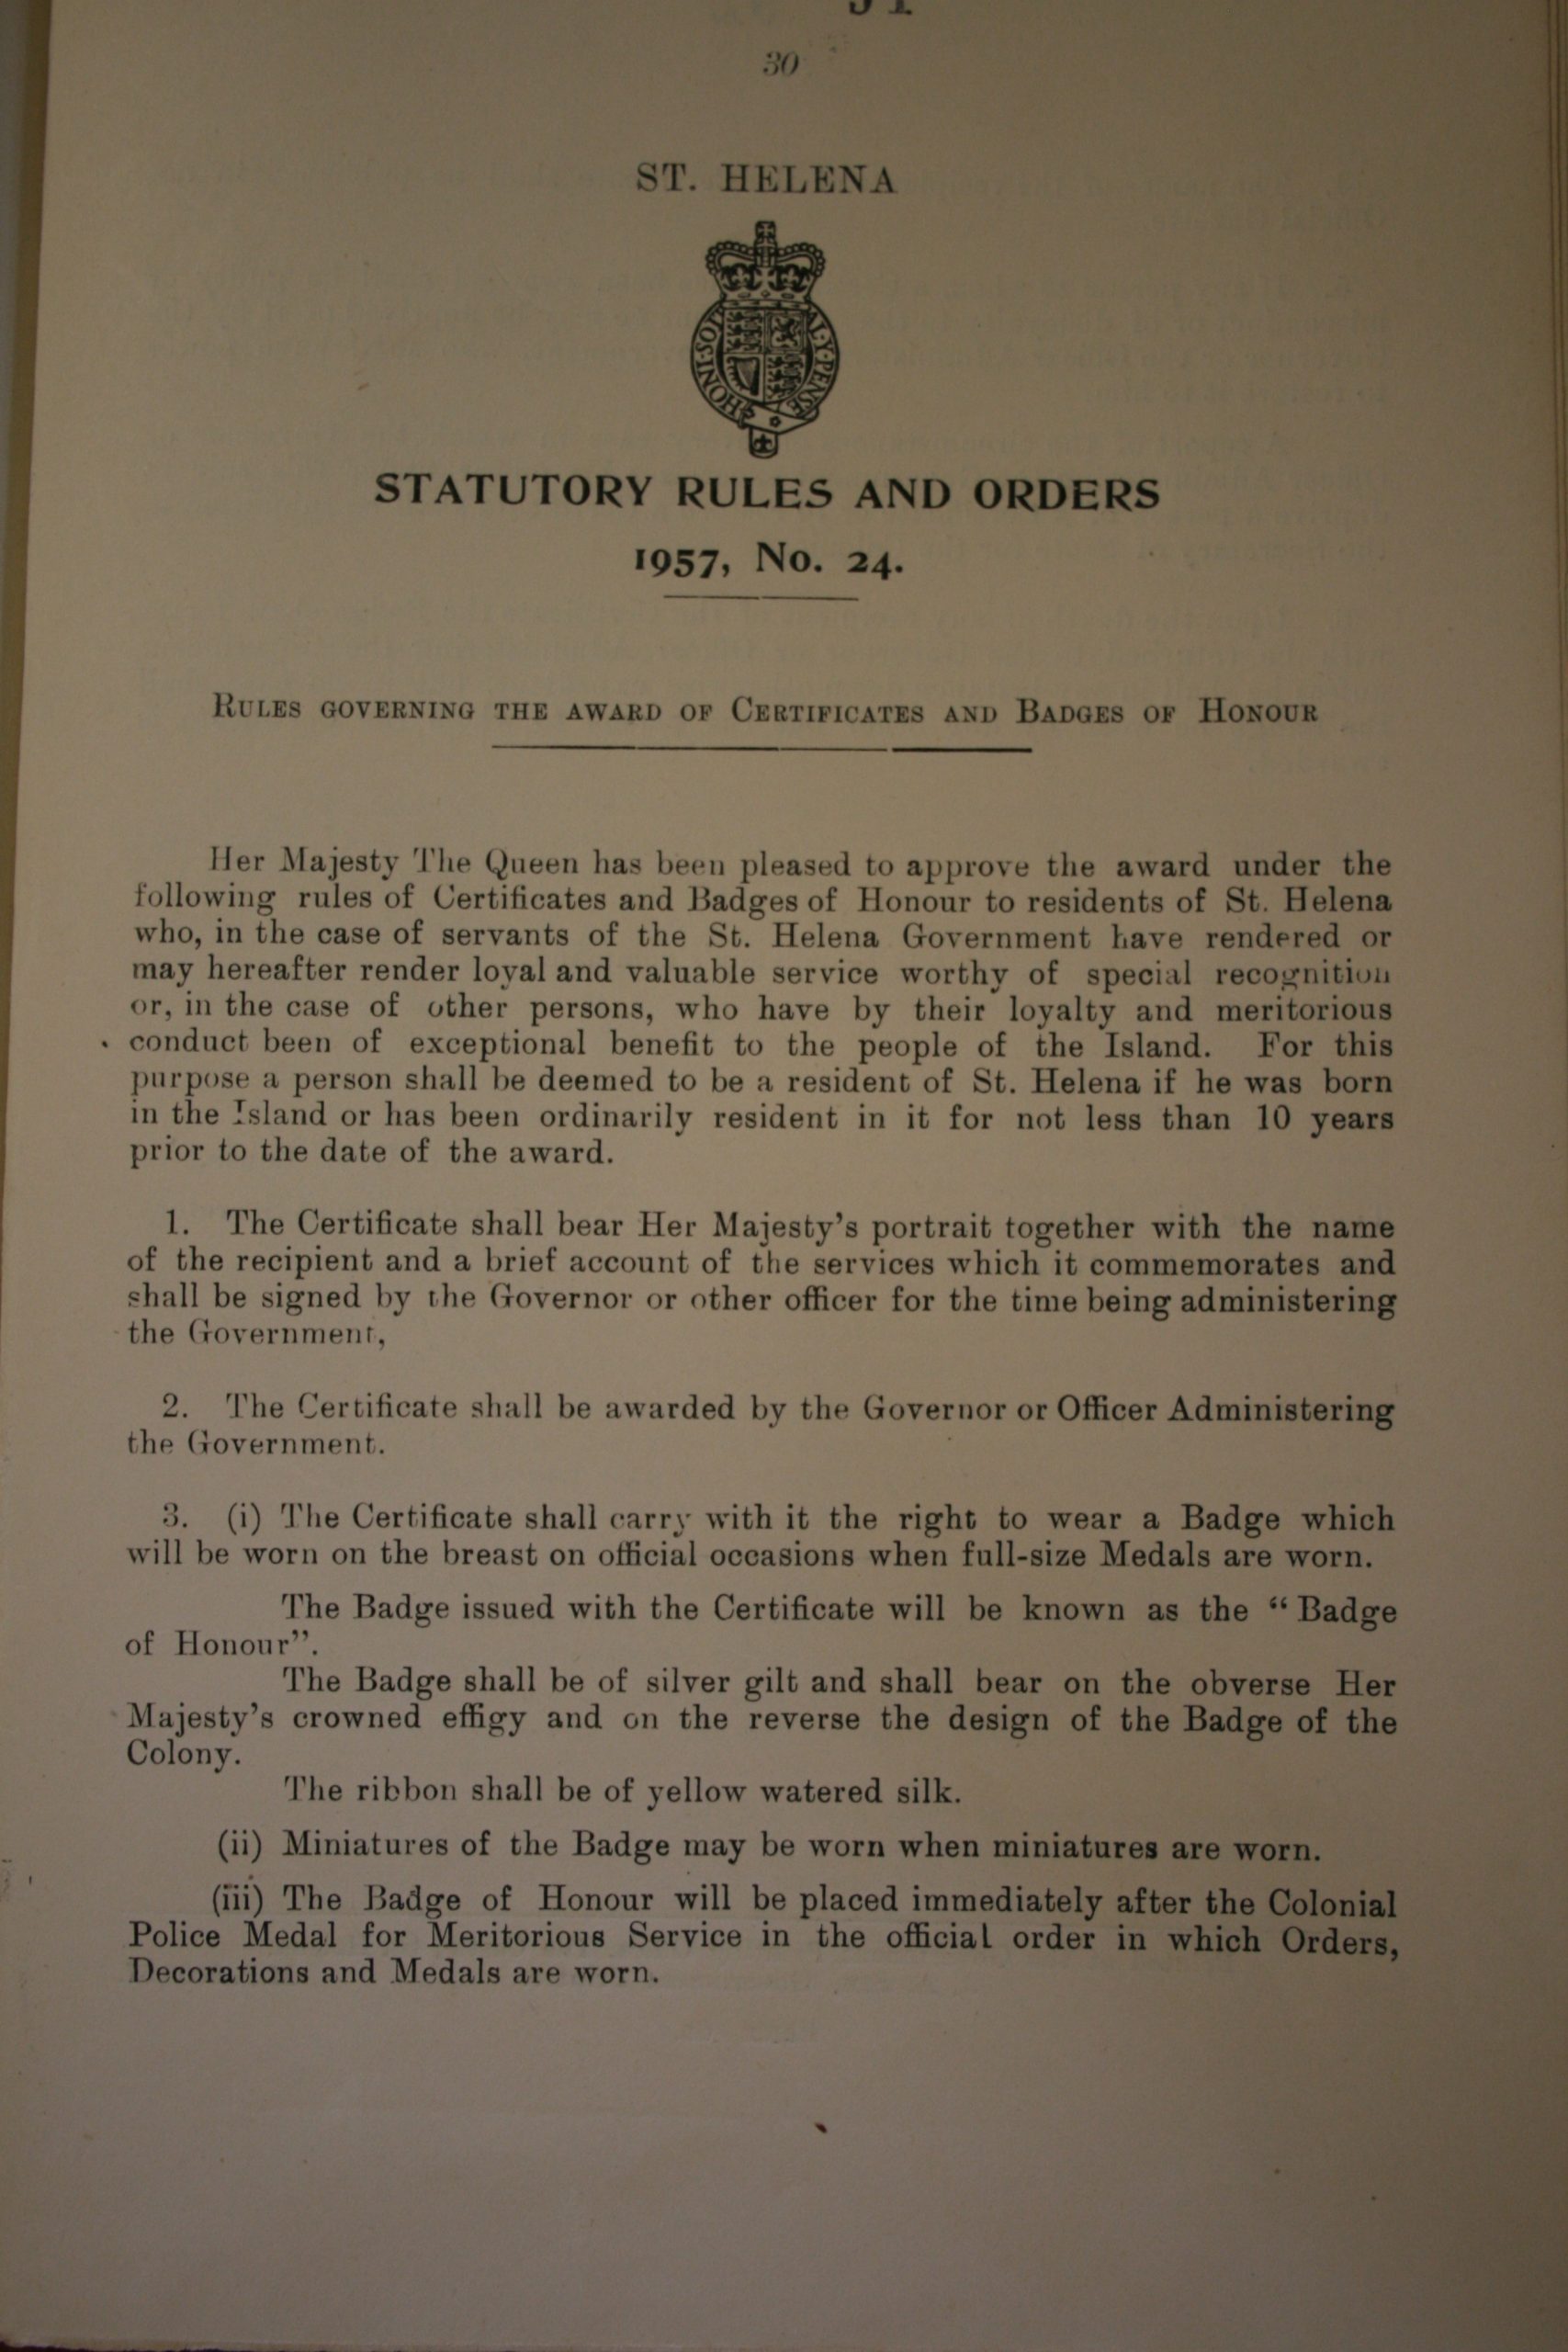 30
ST. HELENA
STATUTORY RULES AND ORDERS
1957, No. 24.
RULES GOVERNING THE AWARD OF CERTIFICATES AND BADGES OF HONOUR
Her Majesty The Queen has been pleased to approve the award under the
following rules of Certificates and Badges of Honour to residents of St. Helena
who, in the case of servants of the St. Helena Government have rendered or
may hereafter render loyal and valuable service worthy of special recognition
or, in the case of other persons, who have by their loyalty and meritorious
conduct been of exceptional benefit to the people of the Island. For this
purpose a person shall be deemed to be a resident of St. Helena if he was born
in the Island or has been ordinarily resident in it for not less than 10 years
prior to the date of the award.
1. The Certificate shall bear Her Majesty's portrait together with the name
of the recipient and a brief account of the services which it commemorates and
shall be signed by the Governor or other officer for the time being administering
the Government,
2. The Certificate shall be awarded by the Governor or Officer Administering
the Government.
3. (i) The Certificate shall carry with it the right to wear a Badge which
will be worn on the breast on official occasions when full-size Medals are worn.
The Badge issued with the Certificate will be known as the “ Badge
of Honour”.
The Badge shall be of silver gilt and shall bear on the obverse Her
Majesty's crowned effigy and on the reverse the design of the Badge of the
Colony.
The ribbon shall be of yellow watered silk.
(ii) Miniatures of the Badge may be worn when miniatures are worn.
(iii) The Badge of Honour will be placed immediately after the Colonial
Police Medal for Meritorious Service in the official order in which Orders,
Decorations and Medals are worn.